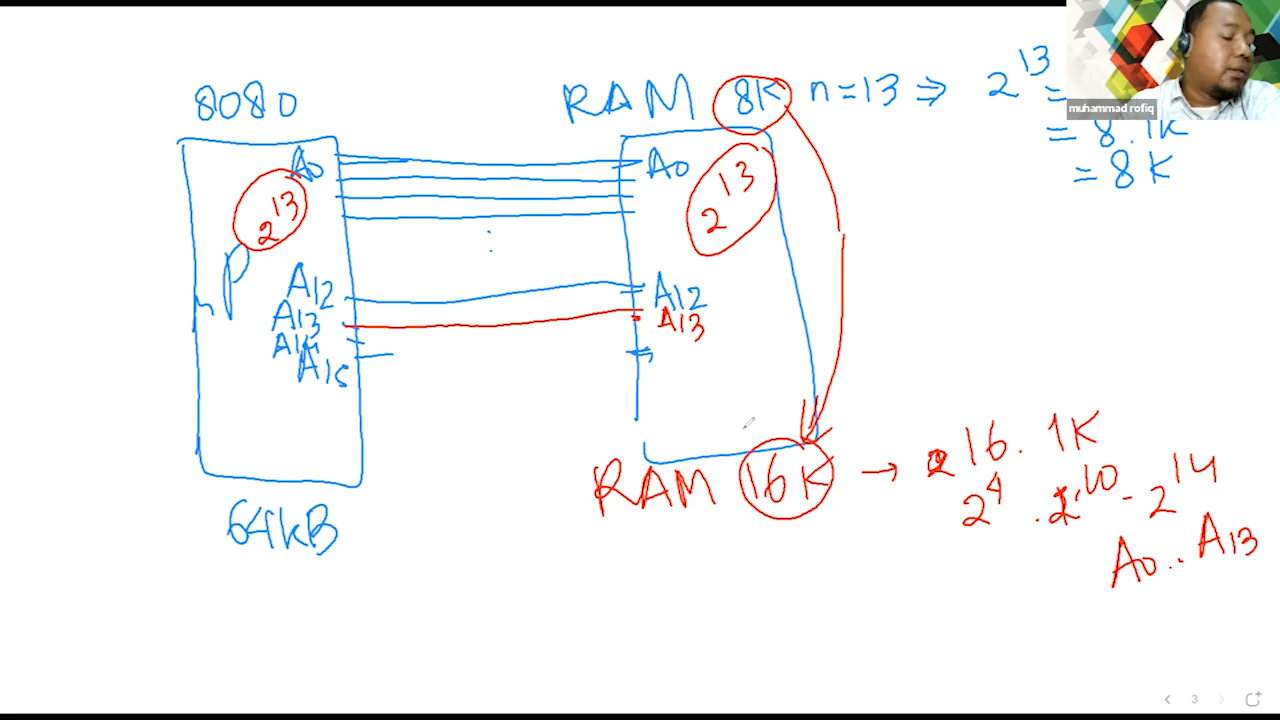 8080
RAM 8K n=13 ⇒ 2^13 =
muhammad rofiq
= 8.1K
= 8K
A0
A0
2^13
2^13
μP
A12
A12
A13
A13
A14
A15
64kB
RAM 16K → 16 . 1K
2^4 . 2^10 - 2^14
A0 .. A13
3